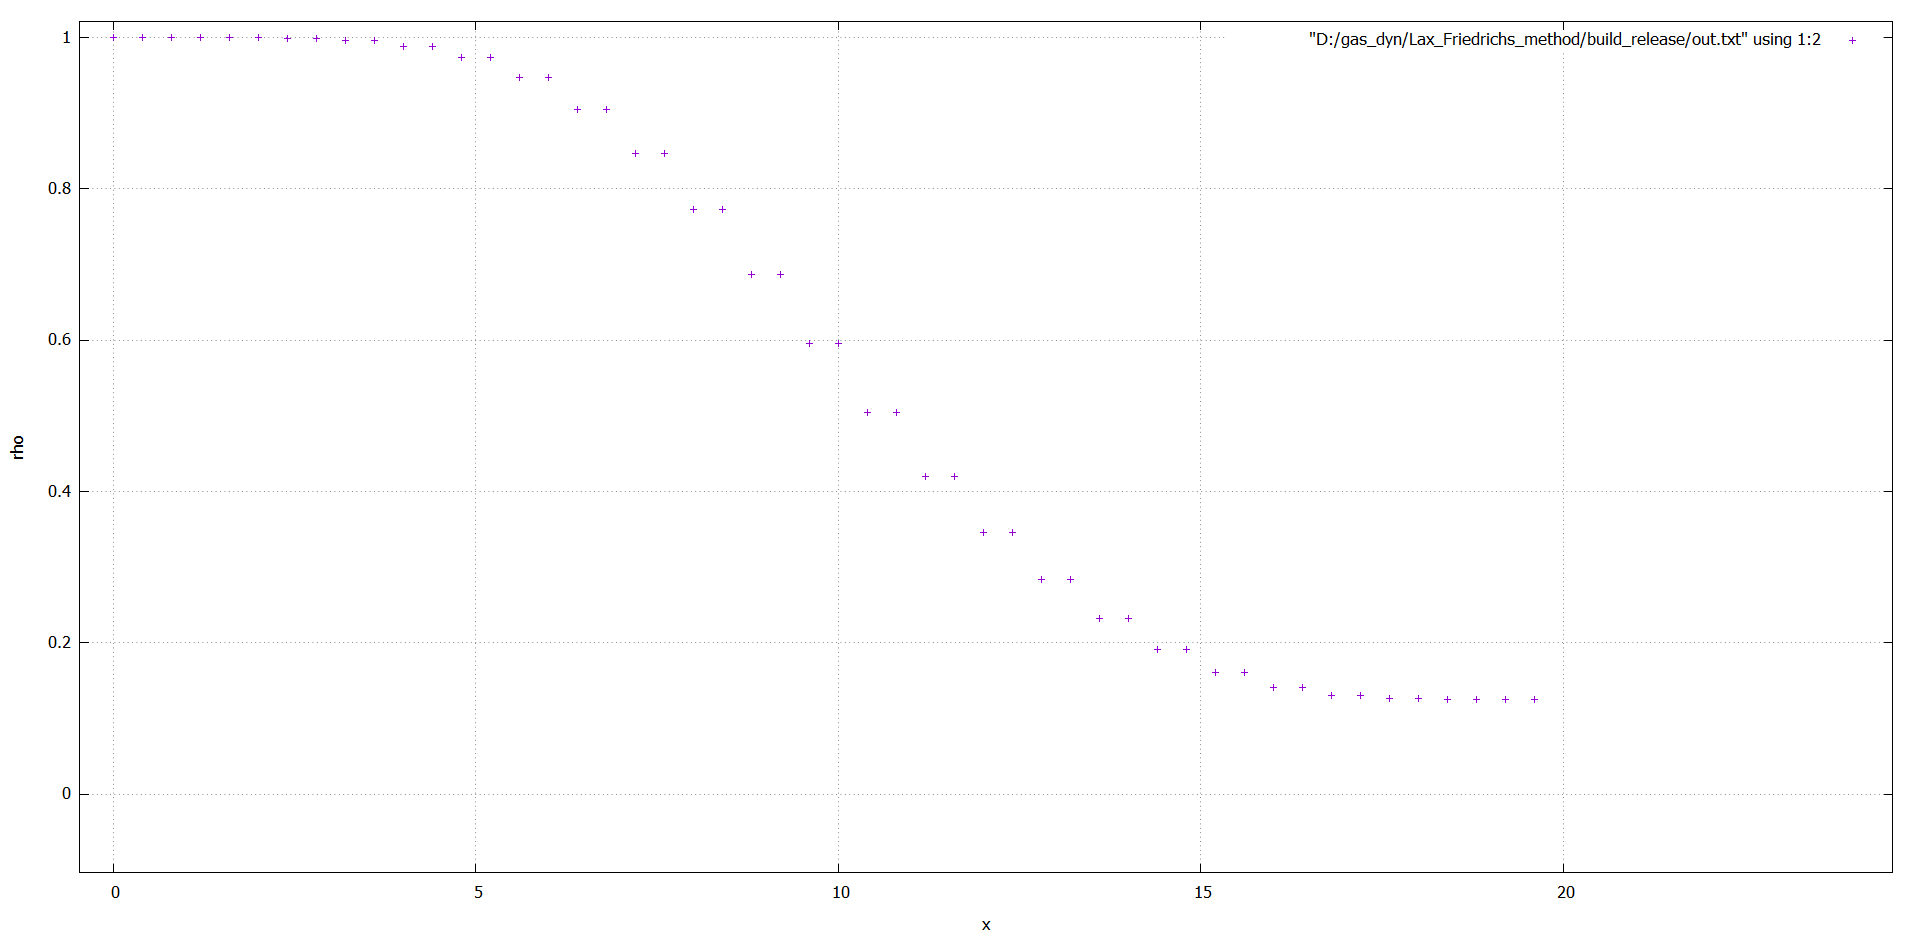 "D:/gas_dyn/Lax_Friedrichs_method/build_release/out.txt" using 1:2
1
0.8
0.6
0.4
0.2
0
rho
0 5 10 15 20
x